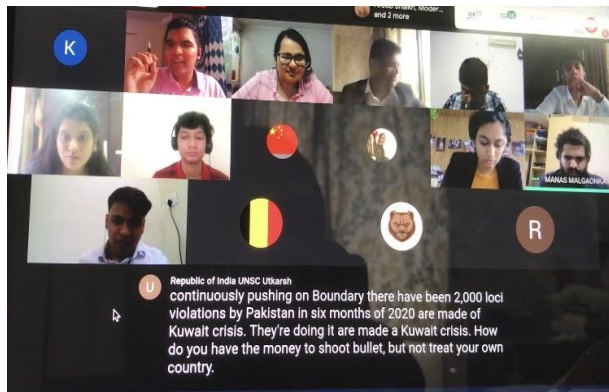 and 2 more
K
MANAS MALGAONKA
R
U
Republic of India UNSC Utkarsh
continuously pushing on Boundary there have been 2,000 loci
violations by Pakistan in six months of 2020 are made of
Kuwait crisis. They're doing it are made a Kuwait crisis. How
do you have the money to shoot bullet, but not treat your own
country.